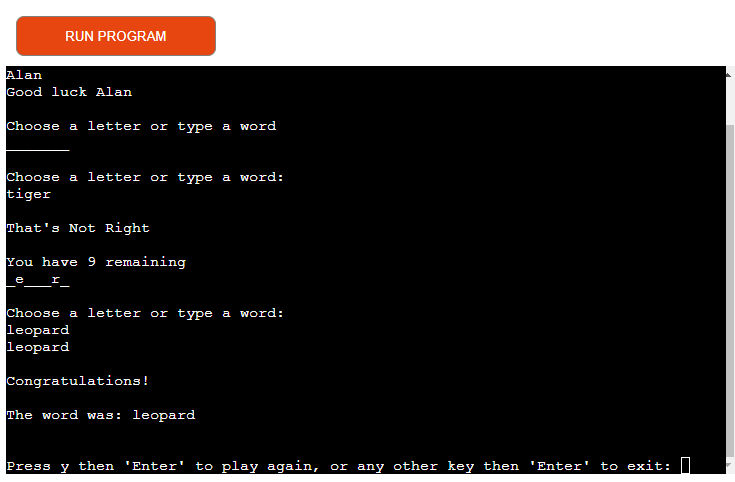 RUN PROGRAM
Alan
Good luck Alan
Choose a letter or type a word
_______
Choose a letter or type a word:
tiger
That's Not Right
You have 9 remaining
_e___r_
Choose a letter or type a word:
leopard
leopard
Congratulations!
The word was: leopard
Press y then 'Enter' to play again, or any other key then 'Enter' to exit: